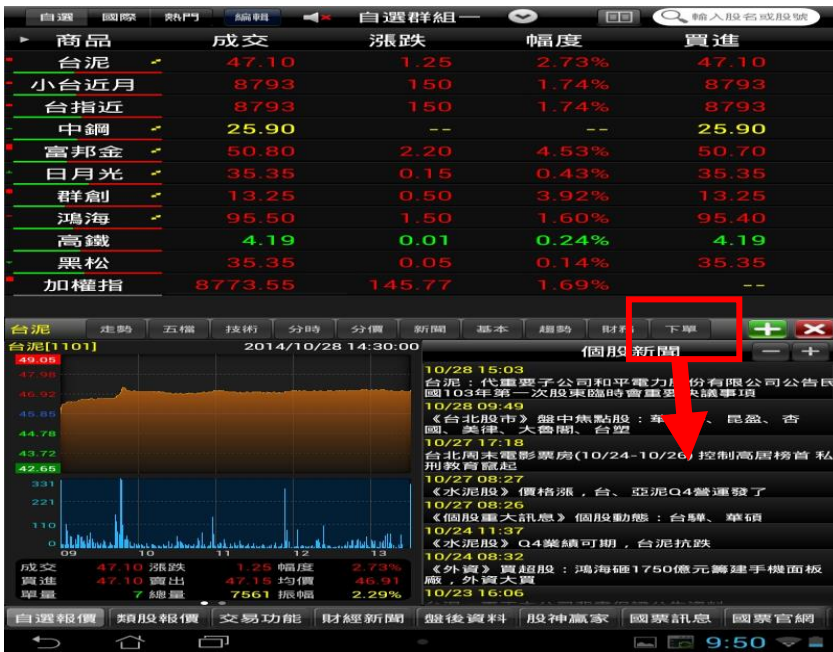 自選 國際 熱門 編輯 自選群組一 輸入股名或股號
商品 成交 漲跌 幅度 買進
台泥 47.10 1.25 2.73% 47.10
小台近月 8793 150 1.74% 8793
台指近 8793 150 1.74% 8793
中鋼 25.90 -- -- 25.90
富邦金 50.80 2.20 4.53% 50.70
日月光 35.35 0.15 0.43% 35.35
群創 13.25 0.50 3.92% 13.25
鴻海 95.50 1.50 1.60% 95.40
高鐵 4.19 0.01 0.24% 4.19
黑松 35.35 0.05 0.14% 35.35
加權指 8773.55 145.77 1.69% --
台泥 走勢 五檔 技術 分時 分價 新聞 基本 趨勢 財務 下單
台泥[1101] 2014/10/28 14:30:00
49.05
47.98
46.92
45.85
44.78
43.72
42.65
331
221
110
0
09 10 11 12 13
成交 47.10 漲跌 1.25 幅度 2.73%
買進 47.10 賣出 47.15 均價 46.91
單量 7 總量 7561 振幅 2.29%
個股新聞
10/28 15:03
台泥：代重要子公司和平電力 份有限公司公告民
國103年第一次股東臨時會重要決議事項
10/28 09:49
《台北股市》盤中焦點股： 、昆盈、杏
國、美律、大魯閣、台塑
10/27 17:18
台北周末電影票房(10/24-10/26) 控制高居榜首 私
刑教育竄起
10/27 08:27
《水泥股》價格漲，台、亞泥Q4營運發了
10/27 08:26
《個股重大訊息》個股動態：台驊、華碩
10/24 11:37
《水泥股》Q4業績可期，台泥抗跌
10/24 08:32
《外資》買超股：鴻海砸1750億元籌建手機面板
廠，外資大買
10/23 16:06
自選報價 類股報價 交易功能 財經新聞 盤後資料 股神贏家 國票訊息 國票官網
9:50